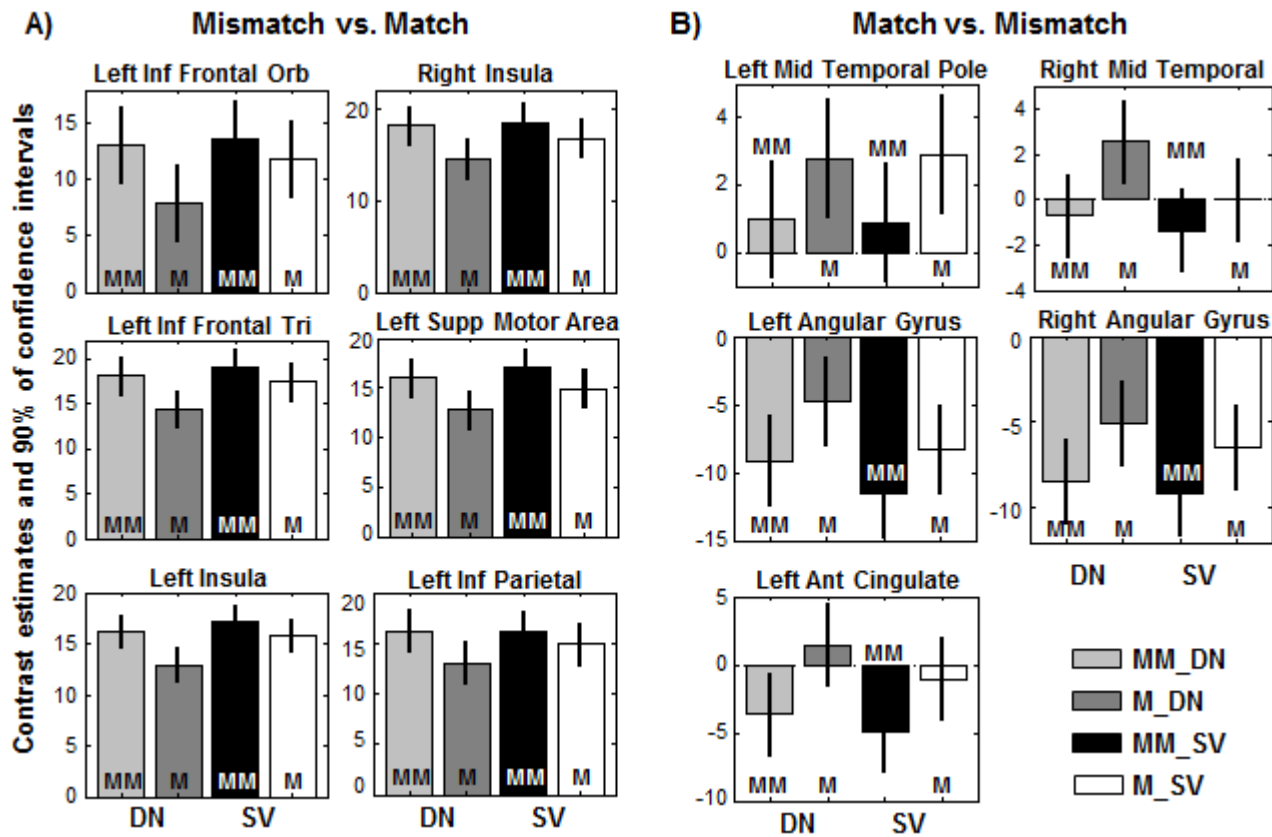 A) Mismatch vs. Match
B) Match vs. Mismatch
Contrast estimates and 90% of confidence intervals
Left Inf Frontal Orb
15
10
5
0
MM M MM M
Right Insula
20
10
0
MM M MM M
Left Inf Frontal Tri
20
15
10
5
0
MM M MM M
Left Supp Motor Area
20
15
10
5
0
MM M MM M
Left Insula
20
15
10
5
0
MM M MM M
DN SV
Left Inf Parietal
20
15
10
5
0
MM M MM M
DN SV
Left Mid Temporal Pole
4
2
0
MM MM
M M
Right Mid Temporal
4
2
0
-2
-4
MM
MM M M
Left Angular Gyrus
0
-5
-10
-15
MM
MM M M
Right Angular Gyrus
0
-5
-10
MM
MM M M
DN SV
Left Ant Cingulate
5
0
-5
-10
MM
MM M M
DN SV
MM_DN
M_DN
MM_SV
M_SV